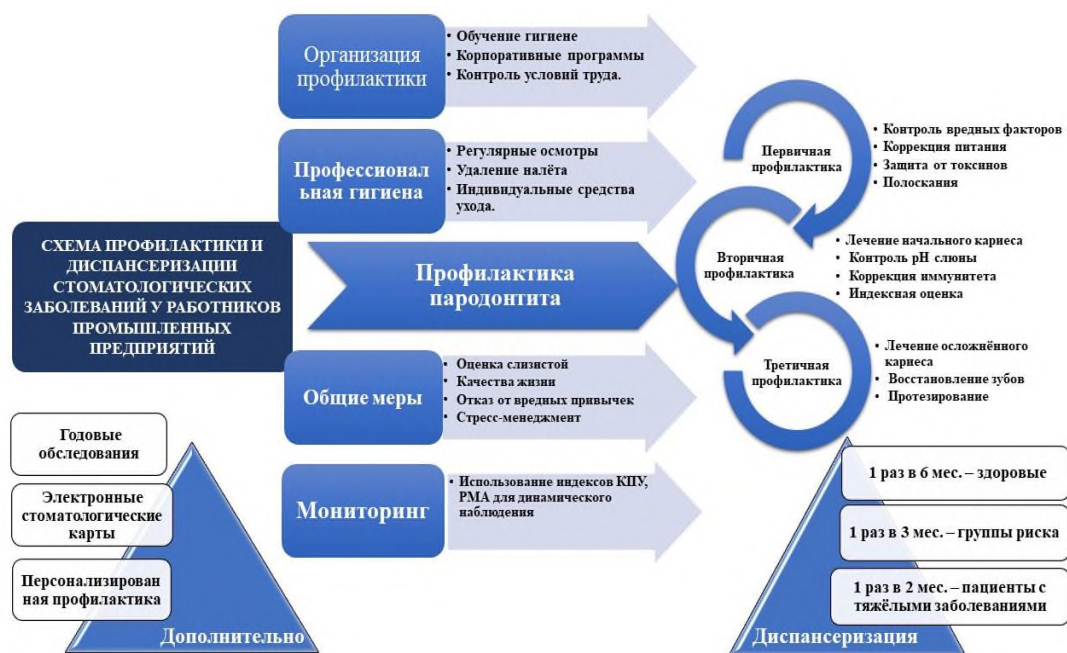 СХЕМА ПРОФИЛАКТИКИ И
ДИСПАНСЕРИЗАЦИИ
СТОМАТОЛОГИЧЕСКИХ
ЗАБОЛЕВАНИЙ У РАБОТНИКОВ
ПРОМЫШЛЕННЫХ
ПРЕДПРИЯТИЙ
Организация
профилактики
• Обучение гигиене
• Корпоративные программы
• Контроль условий труда.
Профессионал
ьная гигиена
• Регулярные осмотры
• Удаление налёта
• Индивидуальные средства
ухода.
Профилактика
пародонтита
Общие меры
• Оценка слизистой
• Качества жизни
• Отказ от вредных привычек
• Стресс-менеджмент
Мониторинг
• Использование индексов КПУ,
РМА для динамического
наблюдения
Первичная
профилактика
• Контроль вредных факторов
• Коррекция питания
• Защита от токсинов
• Полоскания
Вторичная
профилактика
• Лечение начального кариеса
• Контроль pH слюны
• Коррекция иммунитета
• Индексная оценка
Третичная
профилактика
• Лечение осложнённого
кариеса
• Восстановление зубов
• Протезирование
Годовые
обследования
Электронные
стоматологические
карты
Персонализирован
ная профилактика
Дополнительно
1 раз в 6 мес. – здоровые
1 раз в 3 мес. – группы риска
1 раз в 2 мес. – пациенты с
тяжёлыми заболеваниями
Диспансеризация